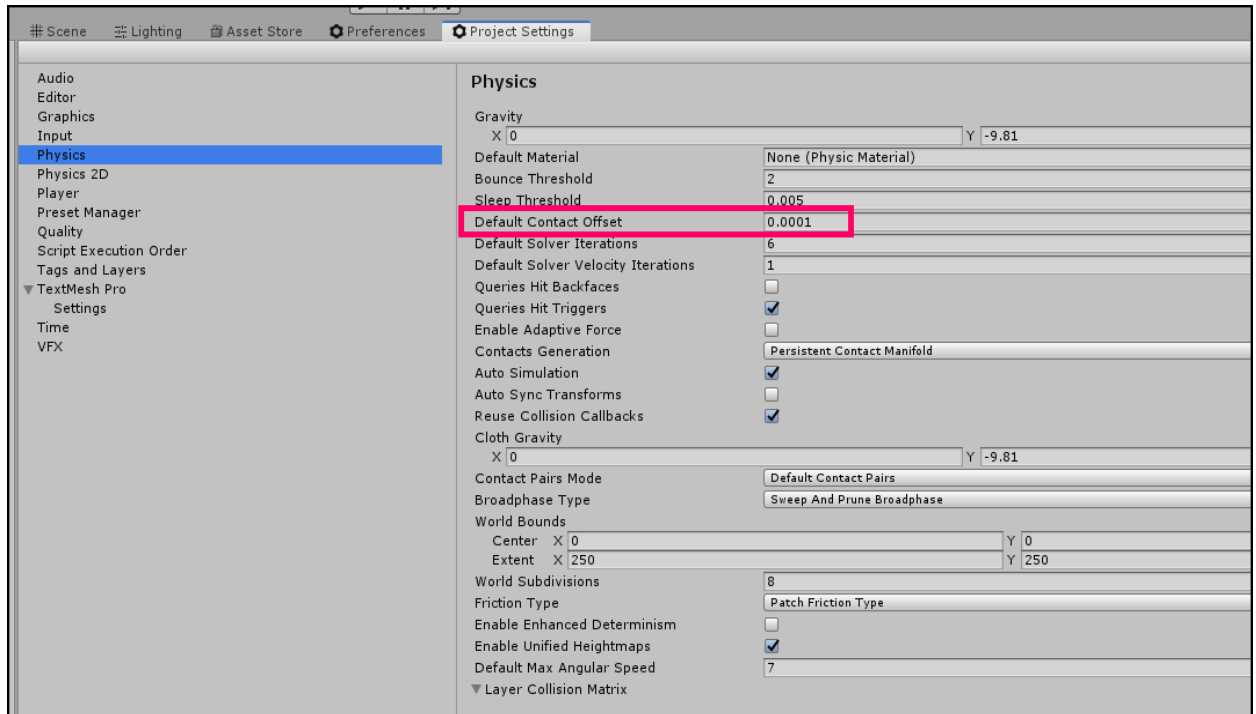 Scene Lighting Asset Store Preferences Project Settings
Audio
Editor
Graphics
Input
Physics
Physics 2D
Player
Preset Manager
Quality
Script Execution Order
Tags and Layers
TextMesh Pro
Settings
Time
VFX
Physics
Gravity
X 0 Y -9.81
Default Material None (Physic Material)
Bounce Threshold 2
Sleep Threshold 0.005
Default Contact Offset 0.0001
Default Solver Iterations 6
Default Solver Velocity Iterations 1
Queries Hit Backfaces
Queries Hit Triggers
Enable Adaptive Force
Contacts Generation Persistent Contact Manifold
Auto Simulation
Auto Sync Transforms
Reuse Collision Callbacks
Cloth Gravity
X 0 Y -9.81
Contact Pairs Mode Default Contact Pairs
Broadphase Type Sweep And Prune Broadphase
World Bounds
Center X 0 Y 0
Extent X 250 Y 250
World Subdivisions 8
Friction Type Patch Friction Type
Enable Enhanced Determinism
Enable Unified Heightmaps
Default Max Angular Speed 7
Layer Collision Matrix